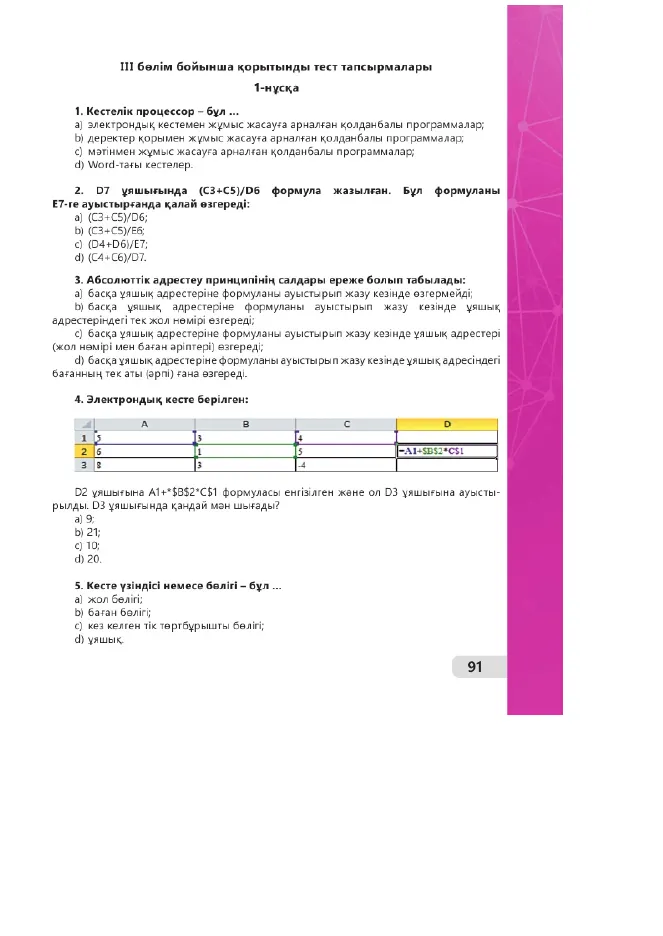 III бөлім бойынша қорытынды тест тапсырмалары
1-нұсқа
1. Кестелік процессор – бұл ...
a) электрондық кестемен жұмыс жасауға арналған қолданбалы программалар;
b) деректер қорымен жұмыс жасауға арналған қолданбалы программалар;
c) мәтінмен жұмыс жасауға арналған қолданбалы программалар;
d) Word-тағы кестелер.
2. D7 ұяшығында (C3+C5)/D6 формула жазылған. Бұл формуланы
E7-ге ауыстырғанда қалай өзгереді:
a) (C3+C5)/D6;
b) (C3+C5)/E6;
c) (D4+D6)/E7;
d) (C4+C6)/D7.
3. Абсолюттік адрестеу принципінің салдары ереже болып табылады:
a) басқа ұяшық адрестеріне формуланы ауыстырып жазу кезінде өзгермейді;
b) басқа ұяшық адрестеріне формуланы ауыстырып жазу кезінде ұяшық
адрестеріндегі тек жол нөмірі өзгереді;
c) басқа ұяшық адрестеріне формуланы ауыстырып жазу кезінде ұяшық адрестері
(жол нөмірі мен баған әріптері) өзгереді;
d) басқа ұяшық адрестеріне формуланы ауыстырып жазу кезінде ұяшық адресіндегі
бағанның тек аты (әрпі) ғана өзгереді.
4. Электрондық кесте берілген:
A B C D
1 5 3 4
2 6 1 5 =A1+$B$2*C$1
3 8 3 -4
D2 ұяшығына A1+*$B$2*C$1 формуласы енгізілген және ол D3 ұяшығына ауысты-
рылды. D3 ұяшығында қандай мән шығады?
a) 9;
b) 21;
c) 10;
d) 20.
5. Кесте үзіндісі немесе бөлігі – бұл ...
a) жол бөлігі;
b) баған бөлігі;
c) кез келген тік төртбұрышты бөлігі;
d) ұяшық.
91